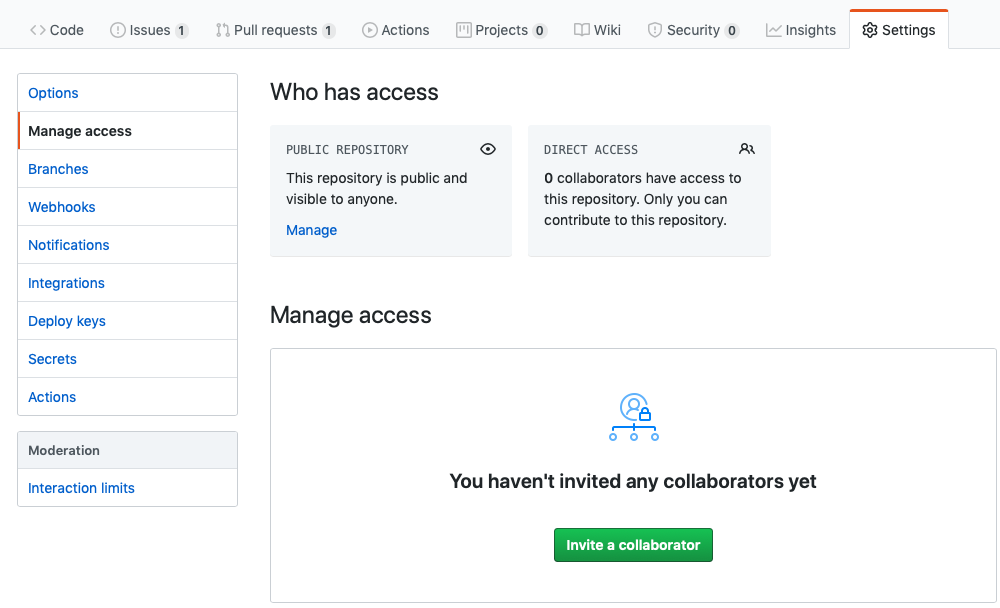 Code Issues 1 Pull requests 1 Actions Projects 0 Wiki Security 0 Insights Settings
Options
Manage access
Branches
Webhooks
Notifications
Integrations
Deploy keys
Secrets
Actions
Moderation
Interaction limits
Who has access
PUBLIC REPOSITORY
This repository is public and
visible to anyone.
Manage
DIRECT ACCESS
0 collaborators have access to
this repository. Only you can
contribute to this repository.
Manage access
You haven't invited any collaborators yet
Invite a collaborator